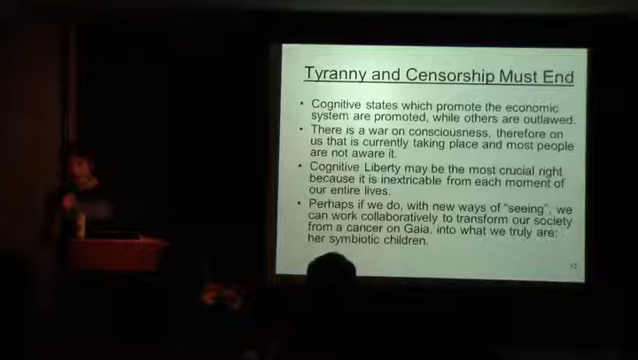 Tyranny and Censorship Must End
• Cognitive states which promote the economic
system are promoted, while others are outlawed.
• There is a war on consciousness, therefore on
us that is currently taking place and most people
are not aware it.
• Cognitive Liberty may be the most crucial right
because it is inextricable from each moment of
our entire lives.
• Perhaps if we do, with new ways of "seeing", we
can work collaboratively to transform our society
from a cancer on Gaia, into what we truly are:
her symbiotic children.